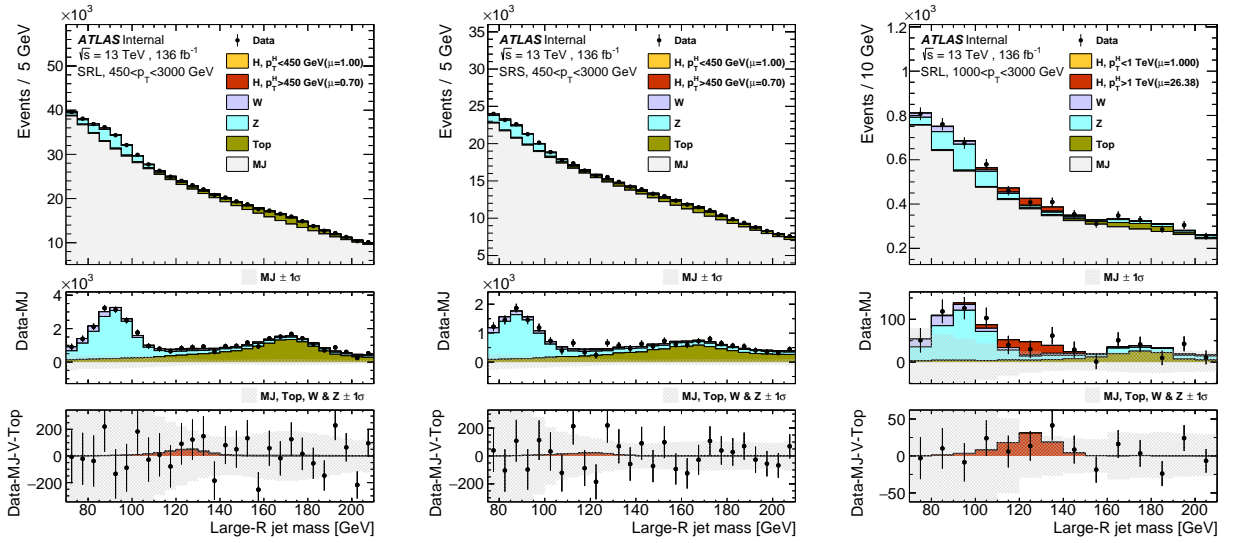 ×10³
ATLAS Internal
√s = 13 TeV , 136 fb⁻¹
SRL, 450<p_T<3000 GeV
Data
H, p_T^H<450 GeV(μ=1.00)
H, p_T^H>450 GeV(μ=0.70)
W
Z
Top
MJ
Events / 5 GeV
60
50
40
30
20
10
MJ ± 1σ
×10³
Data-MJ
4
2
0
MJ, Top, W & Z ± 1σ
Data-MJ-V-Top
200
0
−200
80 100 120 140 160 180 200
Large-R jet mass [GeV]
×10³
ATLAS Internal
√s = 13 TeV , 136 fb⁻¹
SRS, 450<p_T<3000 GeV
Data
H, p_T^H<450 GeV(μ=1.00)
H, p_T^H>450 GeV(μ=0.70)
W
Z
Top
MJ
Events / 5 GeV
35
30
25
20
15
10
5
MJ ± 1σ
×10³
Data-MJ
2
1
0
MJ, Top, W & Z ± 1σ
Data-MJ-V-Top
200
0
−200
80 100 120 140 160 180 200
Large-R jet mass [GeV]
×10³
ATLAS Internal
√s = 13 TeV , 136 fb⁻¹
SRL, 1000<p_T<3000 GeV
Data
H, p_T^H<1 TeV(μ=1.000)
H, p_T^H>1 TeV(μ=26.38)
W
Z
Top
MJ
Events / 10 GeV
1.2
1
0.8
0.6
0.4
0.2
MJ ± 1σ
Data-MJ
100
50
0
MJ, Top, W & Z ± 1σ
Data-MJ-V-Top
50
0
−50
80 100 120 140 160 180 200
Large-R jet mass [GeV]